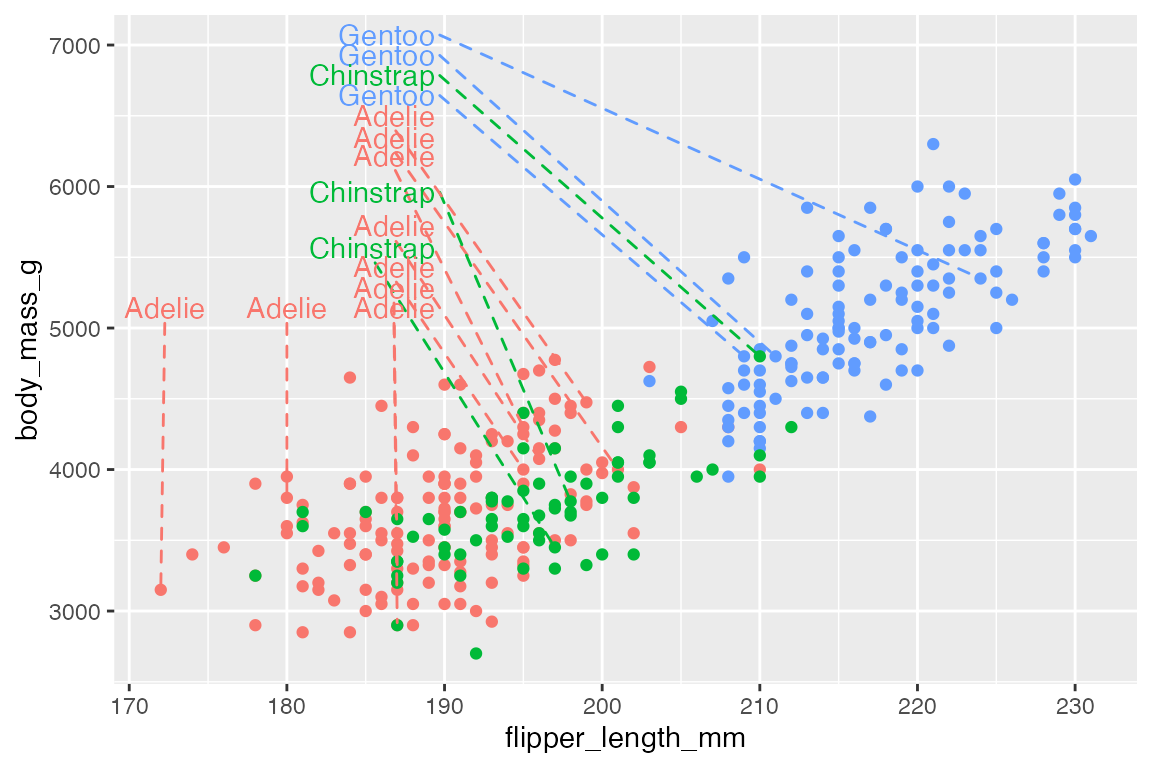 7000
6000
5000
4000
3000
body_mass_g
Gentoo
Gentoo
Chinstrap
Gentoo
Adelie
Adelie
Adelie
Chinstrap
Adelie
Chinstrap
Adelie
Adelie
Adelie Adelie Adelie
170 180 190 200 210 220 230
flipper_length_mm